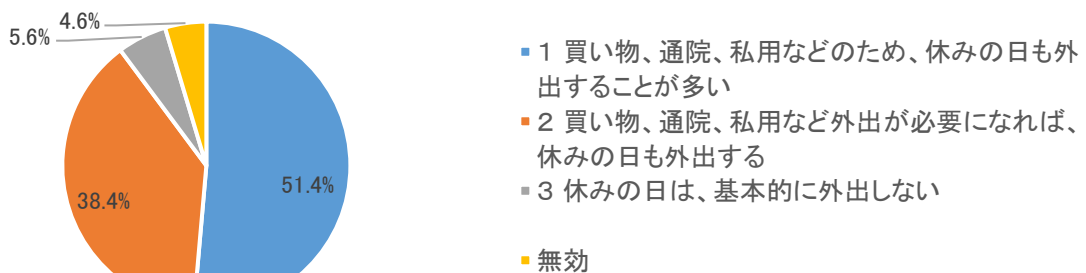 4.6%
5.6%
51.4%
38.4%
1 買い物、通院、私用などのため、休みの日も外
出することが多い
2 買い物、通院、私用など外出が必要になれば、
休みの日も外出する
3 休みの日は、基本的に外出しない
無効